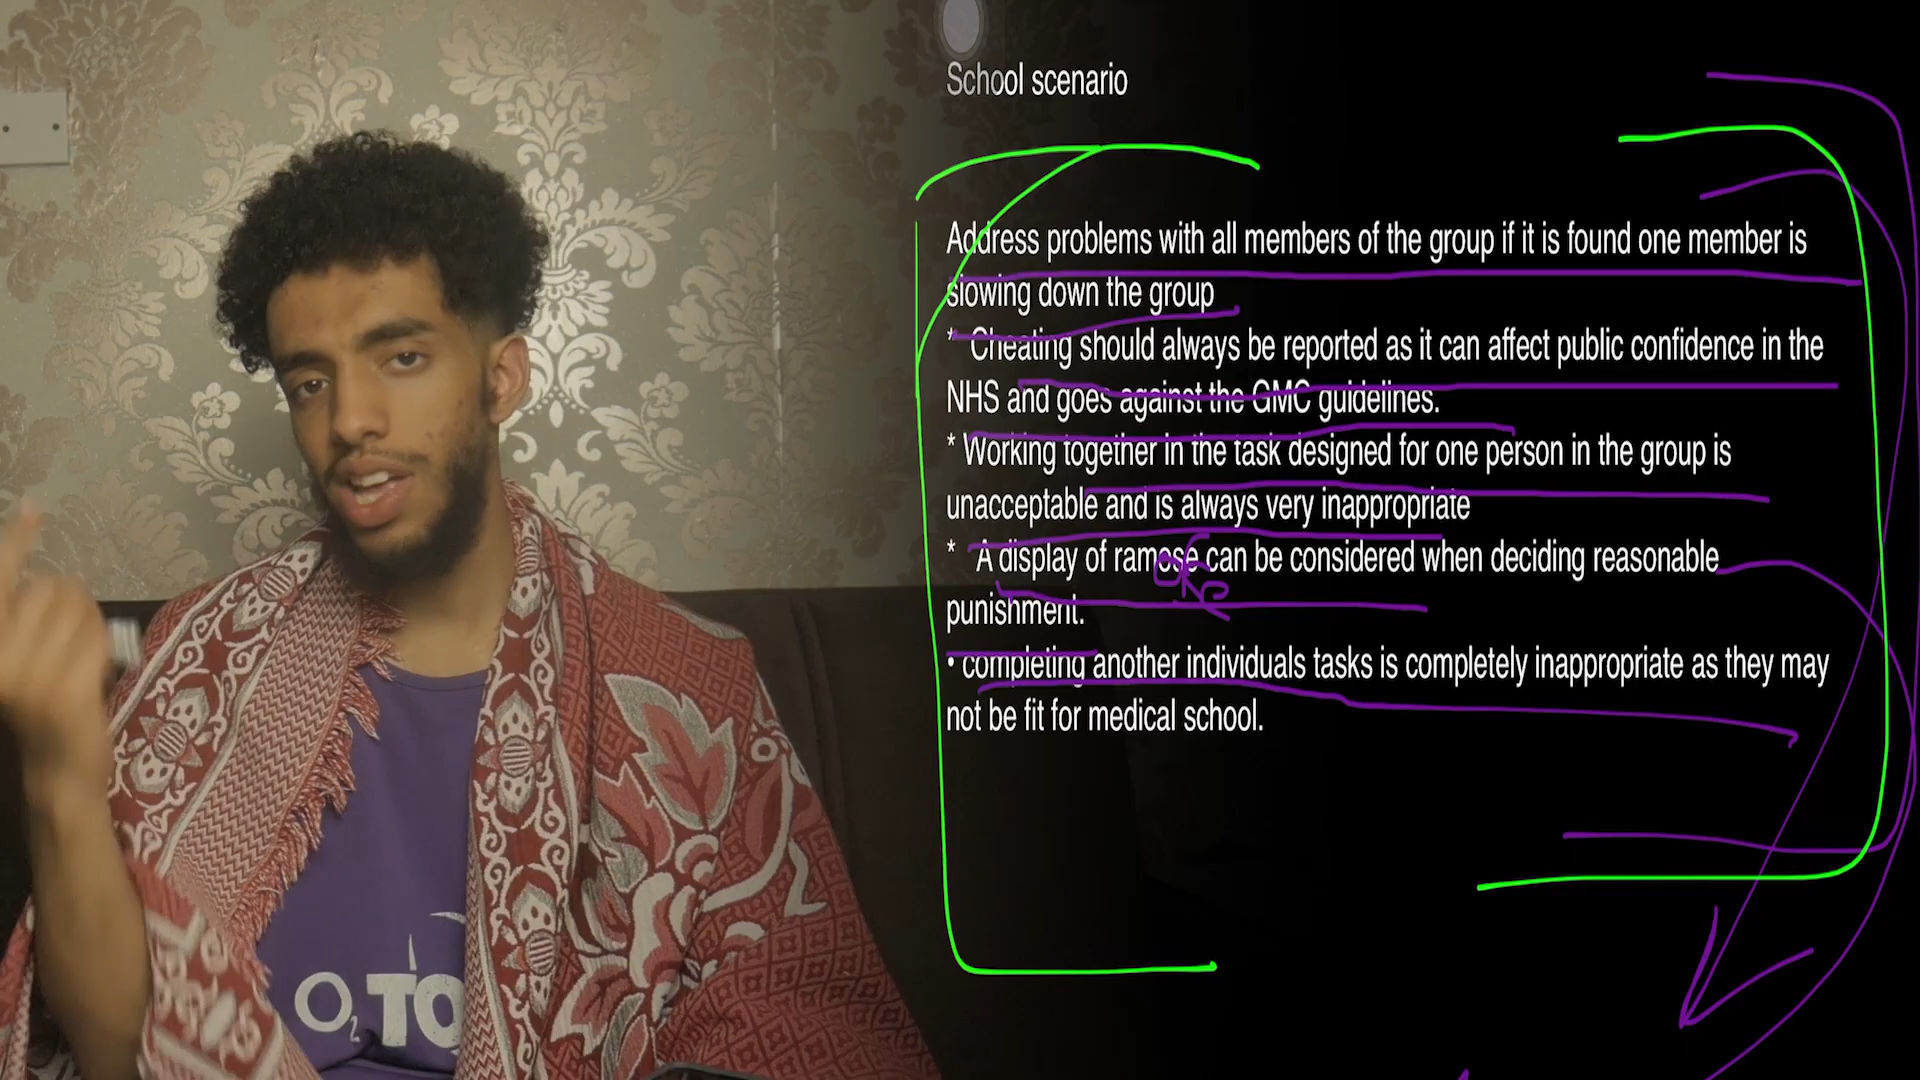 School scenario
Address problems with all members of the group if it is found one member is
slowing down the group
* Cheating should always be reported as it can affect public confidence in the
NHS and goes against the GMC guidelines.
* Working together in the task designed for one person in the group is
unacceptable and is always very inappropriate
* A display of ramose can be considered when deciding reasonable
punishment.
• completing another individuals tasks is completely inappropriate as they may
not be fit for medical school.
O2 TO